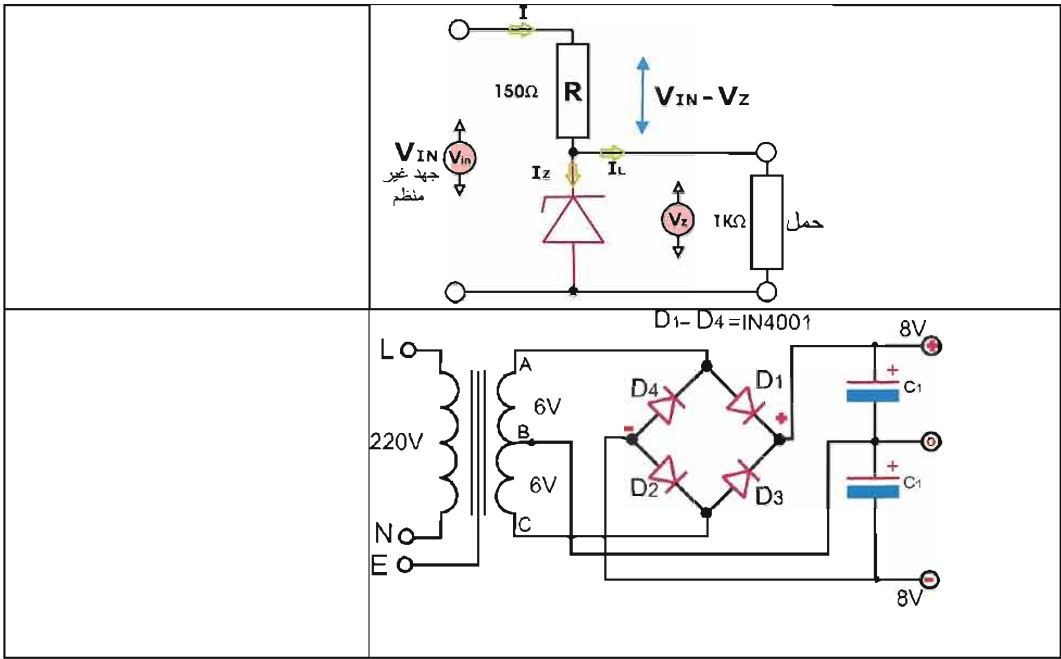 I
150Ω
R
VIN - VZ
VIN
Vin
جهد غير
منظم
IZ
IL
Vz
1KΩ
حمل
D1- D4=IN4001
8V
+
L
A
D4
D1
+
C1
6V
+
220V
B
-
o
6V
D2
D3
+
C1
N
C
E
-
8V